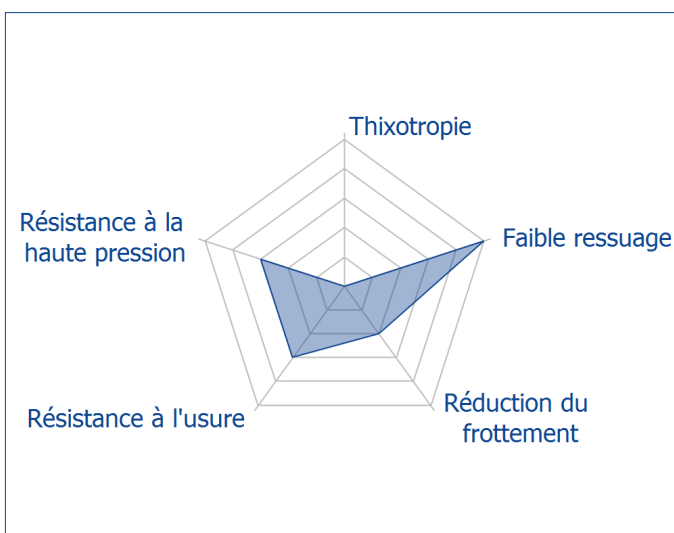 Thixotropie
Résistance à la
haute pression
Faible ressuage
Résistance à l'usure
Réduction du
frottement